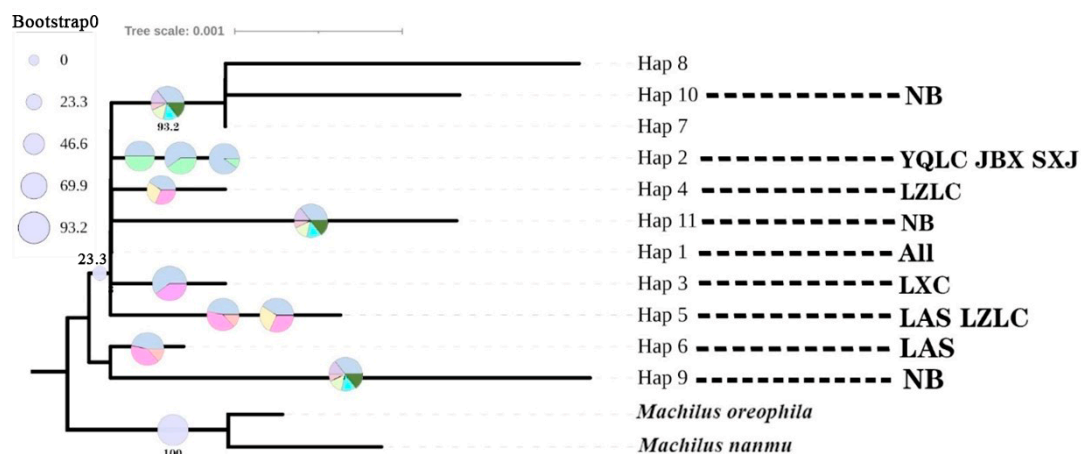 Bootstrap0
0
23.3
46.6
69.9
93.2
Tree scale: 0.001
Hap 8
Hap 10 NB
93.2
Hap 7
Hap 2 YQLC JBX SXJ
Hap 4 LZLC
Hap 11 NB
Hap 1 All
23.3
Hap 3 LXC
Hap 5 LAS LZLC
Hap 6 LAS
Hap 9 NB
Machilus oreophila
Machilus nanmu
100